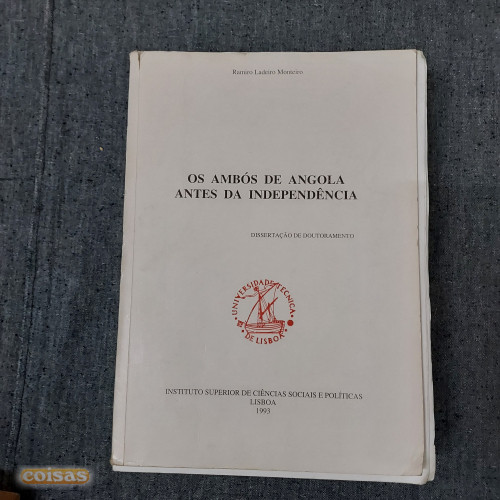 Ramiro Ladeiro Monteiro
OS AMBÓS DE ANGOLA
ANTES DA INDEPENDÊNCIA
DISSERTAÇÃO DE DOUTORAMENTO
UNIVERSIDADE TÉCNICA
DE LISBOA
INSTITUTO SUPERIOR DE CIÊNCIAS SOCIAIS E POLÍTICAS
LISBOA
1993
coisas